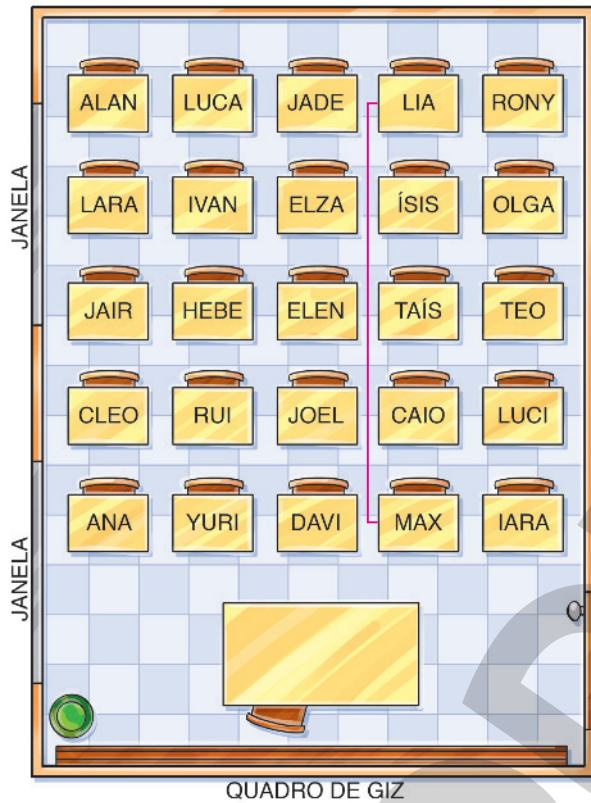 ALAN LUCA JADE LIA RONY
JANELA
LARA IVAN ELZA ÍSIS OLGA
JAIR HEBE ELEN TAÍS TEO
CLEO RUI JOEL CAIO LUCI
ANA YURI DAVI MAX IARA
JANELA
QUADRO DE GIZ